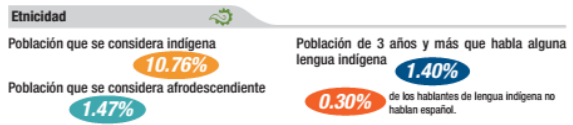 Etnicidad
Población que se considera indígena
10.76%
Población que se considera afrodescendiente
1.47%
Población de 3 años y más que habla alguna
lengua indígena
1.40%
0.30%
de los hablantes de lengua indígena no
hablan español.